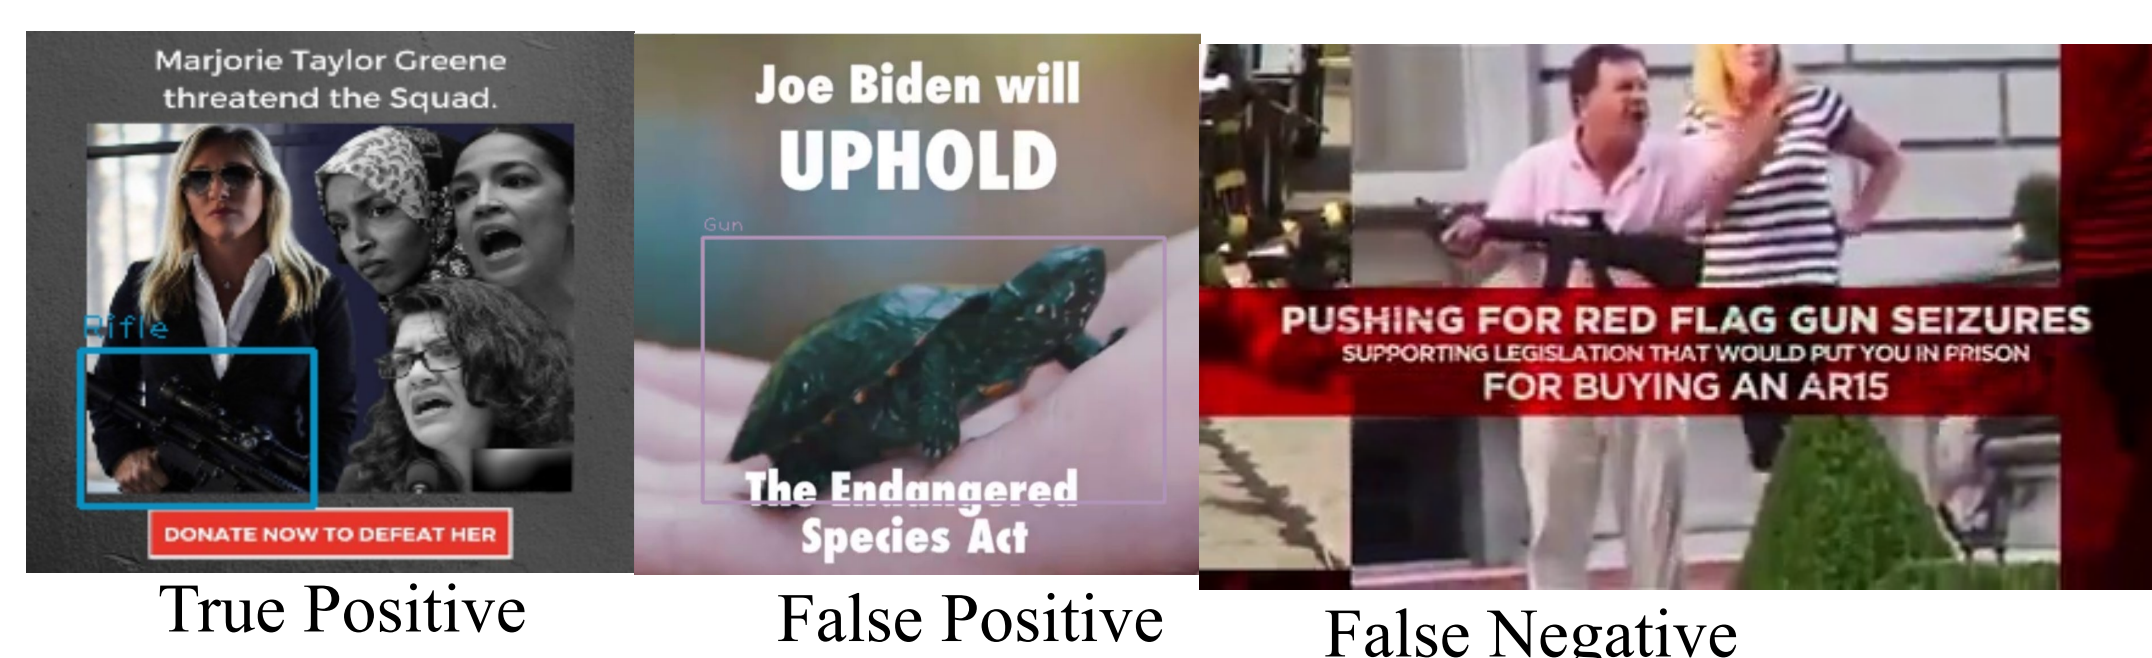 Marjorie Taylor Greene
threatend the Squad.
Rifle
DONATE NOW TO DEFEAT HER
True Positive
Joe Biden will
UPHOLD
Gun
The Endangered
Species Act
False Positive
PUSHING FOR RED FLAG GUN SEIZURES
SUPPORTING LEGISLATION THAT WOULD PUT YOU IN PRISON
FOR BUYING AN AR15
False Negative